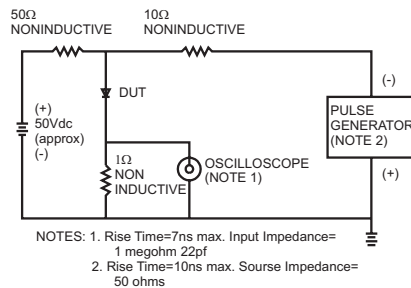 50Ω
NONINDUCTIVE
10Ω
NONINDUCTIVE
DUT
(+)
50Vdc
(approx)
(-)
1Ω
NON
INDUCTIVE
OSCILLOSCOPE
(NOTE 1)
(-)
PULSE
GENERATOR
(NOTE 2)
(+)
NOTES: 1. Rise Time=7ns max. Input Impedance=
1 megohm 22pf
2. Rise Time=10ns max. Sourse Impedance=
50 ohms